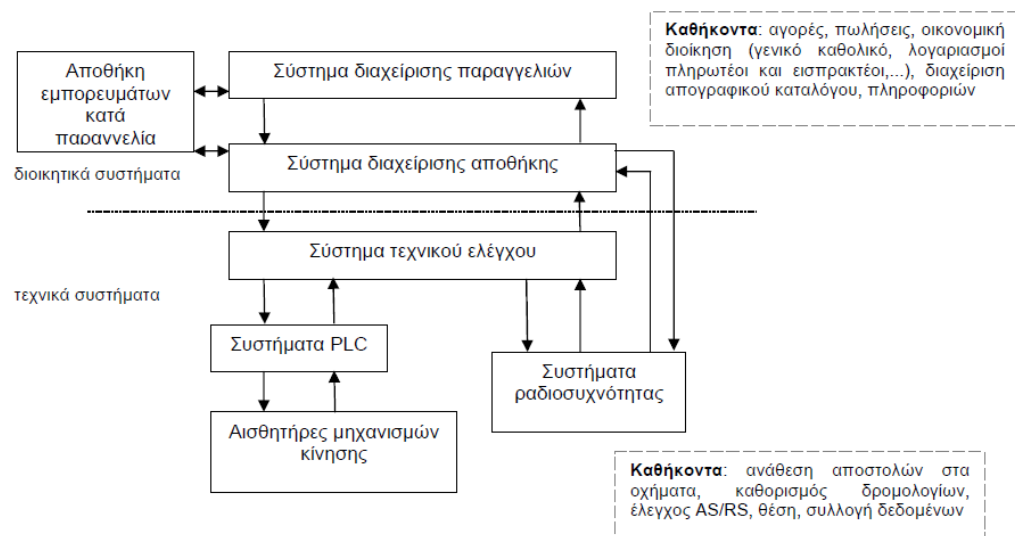 Καθήκοντα: αγορές, πωλήσεις, οικονομική
διοίκηση (γενικό καθολικό, λογαριασμοί
πληρωτέοι και εισπρακτέοι,...), διαχείριση
απογραφικού καταλόγου, πληροφοριών
Αποθήκη
εμπορευμάτων
κατά
παραγγελία
Σύστημα διαχείρισης παραγγελιών
Σύστημα διαχείρισης αποθήκης
διοικητικά συστήματα
Σύστημα τεχνικού ελέγχου
τεχνικά συστήματα
Συστήματα PLC
Συστήματα
ραδιοσυχνότητας
Αισθητήρες μηχανισμών
κίνησης
Καθήκοντα: ανάθεση αποστολών στα
οχήματα, καθορισμός δρομολογίων,
έλεγχος AS/RS, θέση, συλλογή δεδομένων